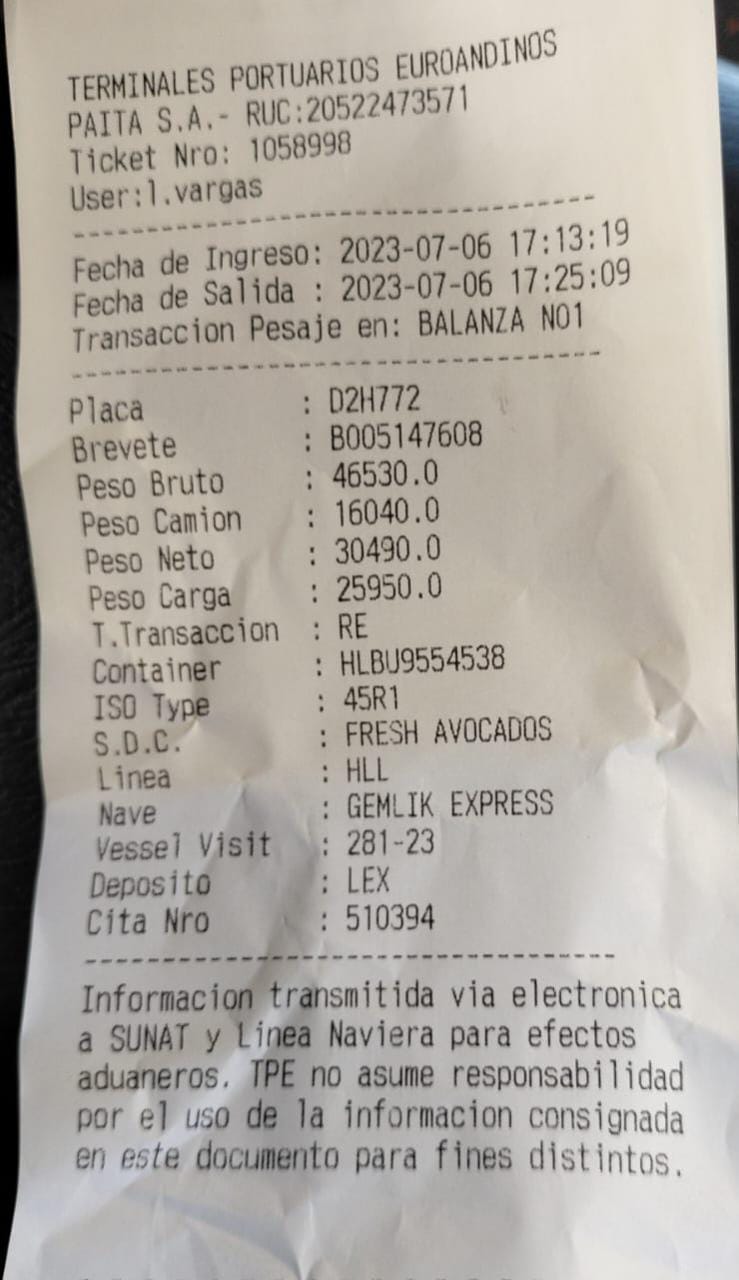 TERMINALES PORTUARIOS EUROANDINOS
PAITA S.A.- RUC:20522473571
Ticket Nro: 1058998
User:l.vargas
--------------------------------
Fecha de Ingreso: 2023-07-06 17:13:19
Fecha de Salida : 2023-07-06 17:25:09
Transaccion Pesaje en: BALANZA NO1
--------------------------------
Placa : D2H772
Brevete : B005147608
Peso Bruto : 46530.0
Peso Camion : 16040.0
Peso Neto : 30490.0
Peso Carga : 25950.0
T.Transaccion : RE
Container : HLBU9554538
ISO Type : 45R1
S.D.C. : FRESH AVOCADOS
Linea : HLL
Nave : GEMLIK EXPRESS
Vessel Visit : 281-23
Deposito : LEX
Cita Nro : 510394
--------------------------------
Informacion transmitida via electronica
a SUNAT y Linea Naviera para efectos
aduaneros. TPE no asume responsabilidad
por el uso de la informacion consignada
en este documento para fines distintos.